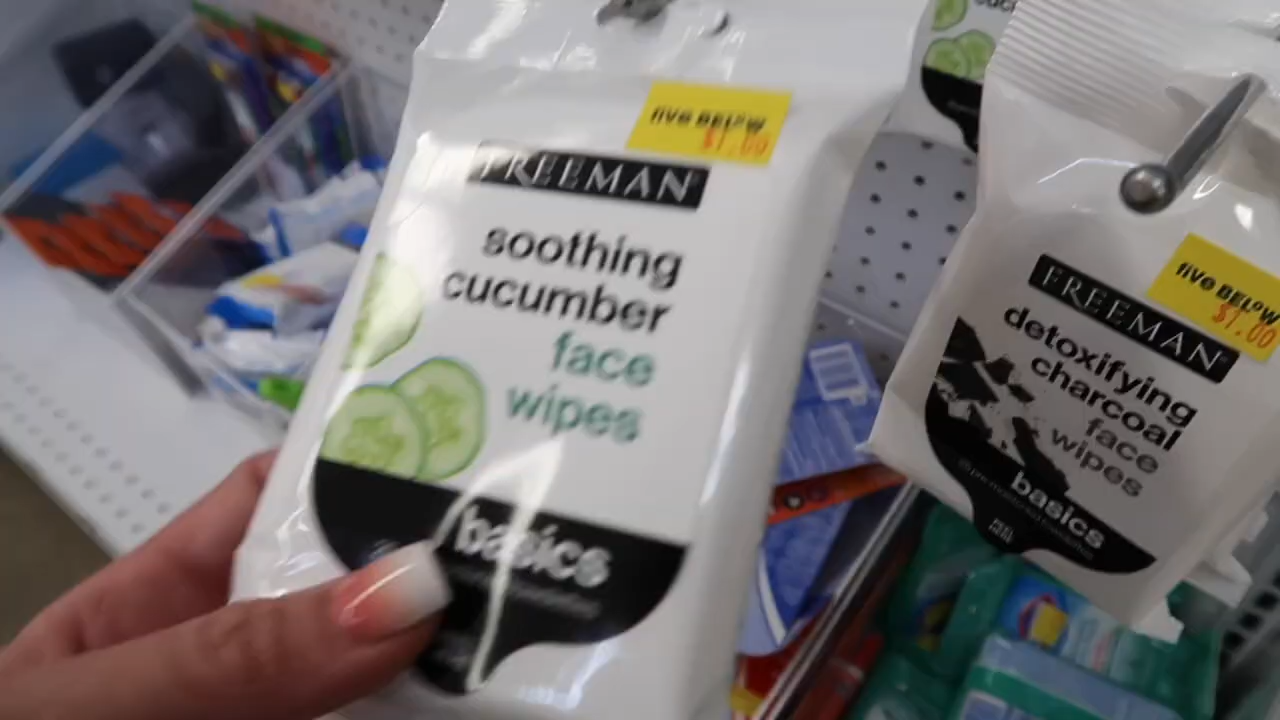 five BELOW
$1.00
FREEMAN
soothing
cucumber
face
wipes
basics
five BELOW
$1.00
FREEMAN
detoxifying
charcoal
face
wipes
basics